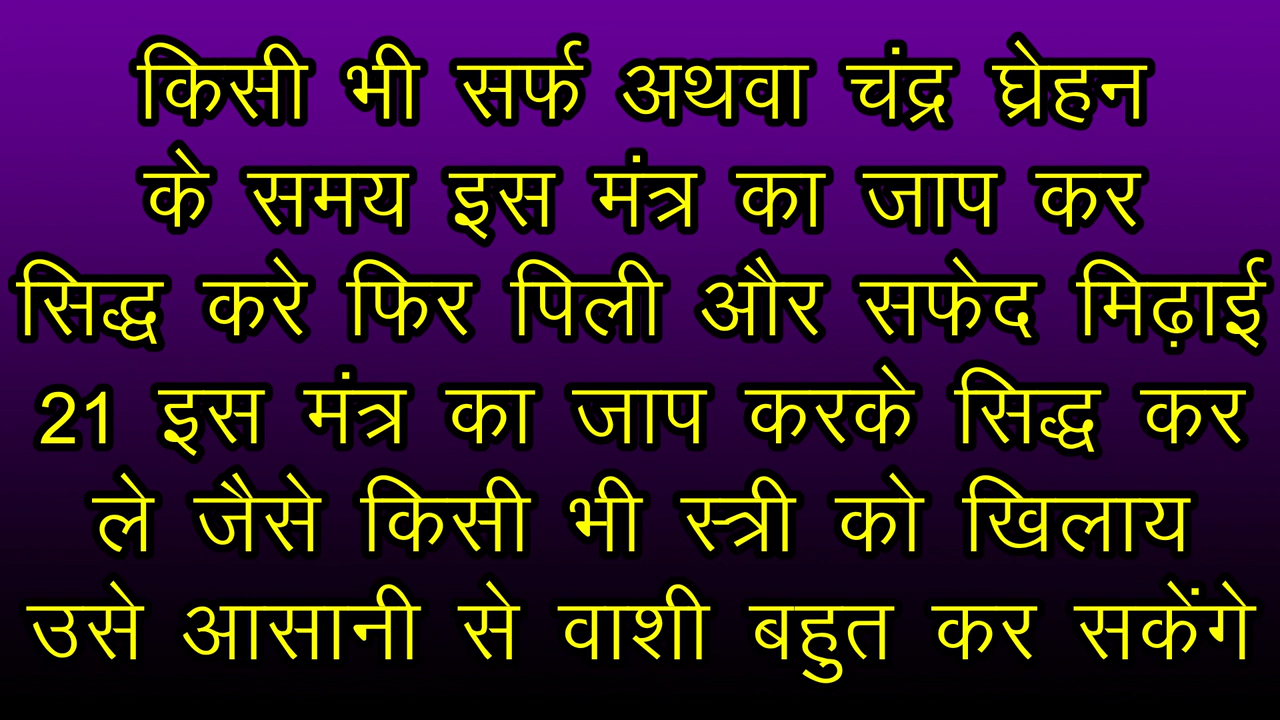 किसी भी सर्फ अथवा चंद्र घ्रेहन
के समय इस मंत्र का जाप कर
सिद्ध करे फिर पिली और सफेद मिढ़ाई
21 इस मंत्र का जाप करके सिद्ध कर
ले जैसे किसी भी स्त्री को खिलाय
उसे आसानी से वाशी बहुत कर सकेंगे